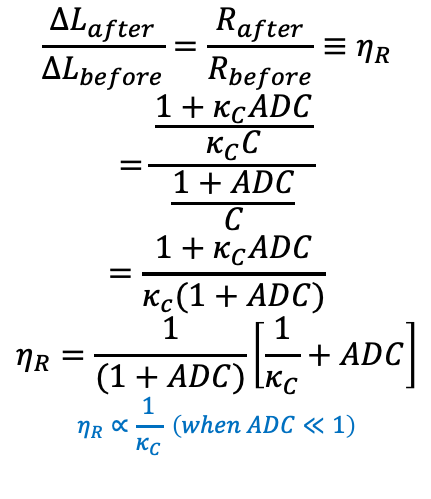 ΔL_after/ΔL_before = R_after/R_before ≡ η_R
= ((1 + κ_C ADC)/(κ_C C))/((1 + ADC)/C)
= (1 + κ_C ADC)/(κ_c(1 + ADC))
η_R = 1/(1 + ADC) [1/κ_C + ADC]
η_R ∝ 1/κ_C (when ADC ≪ 1)